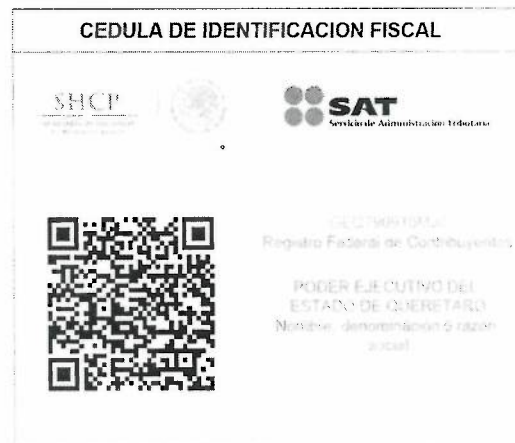 CEDULA DE IDENTIFICACION FISCAL
SHCP
SAT
Servicio de Administración Tributaria
Registro Federal de Contribuyentes
PODER EJECUTIVO DEL
ESTADO DE QUERETARO
Nombre, denominación o razón
social